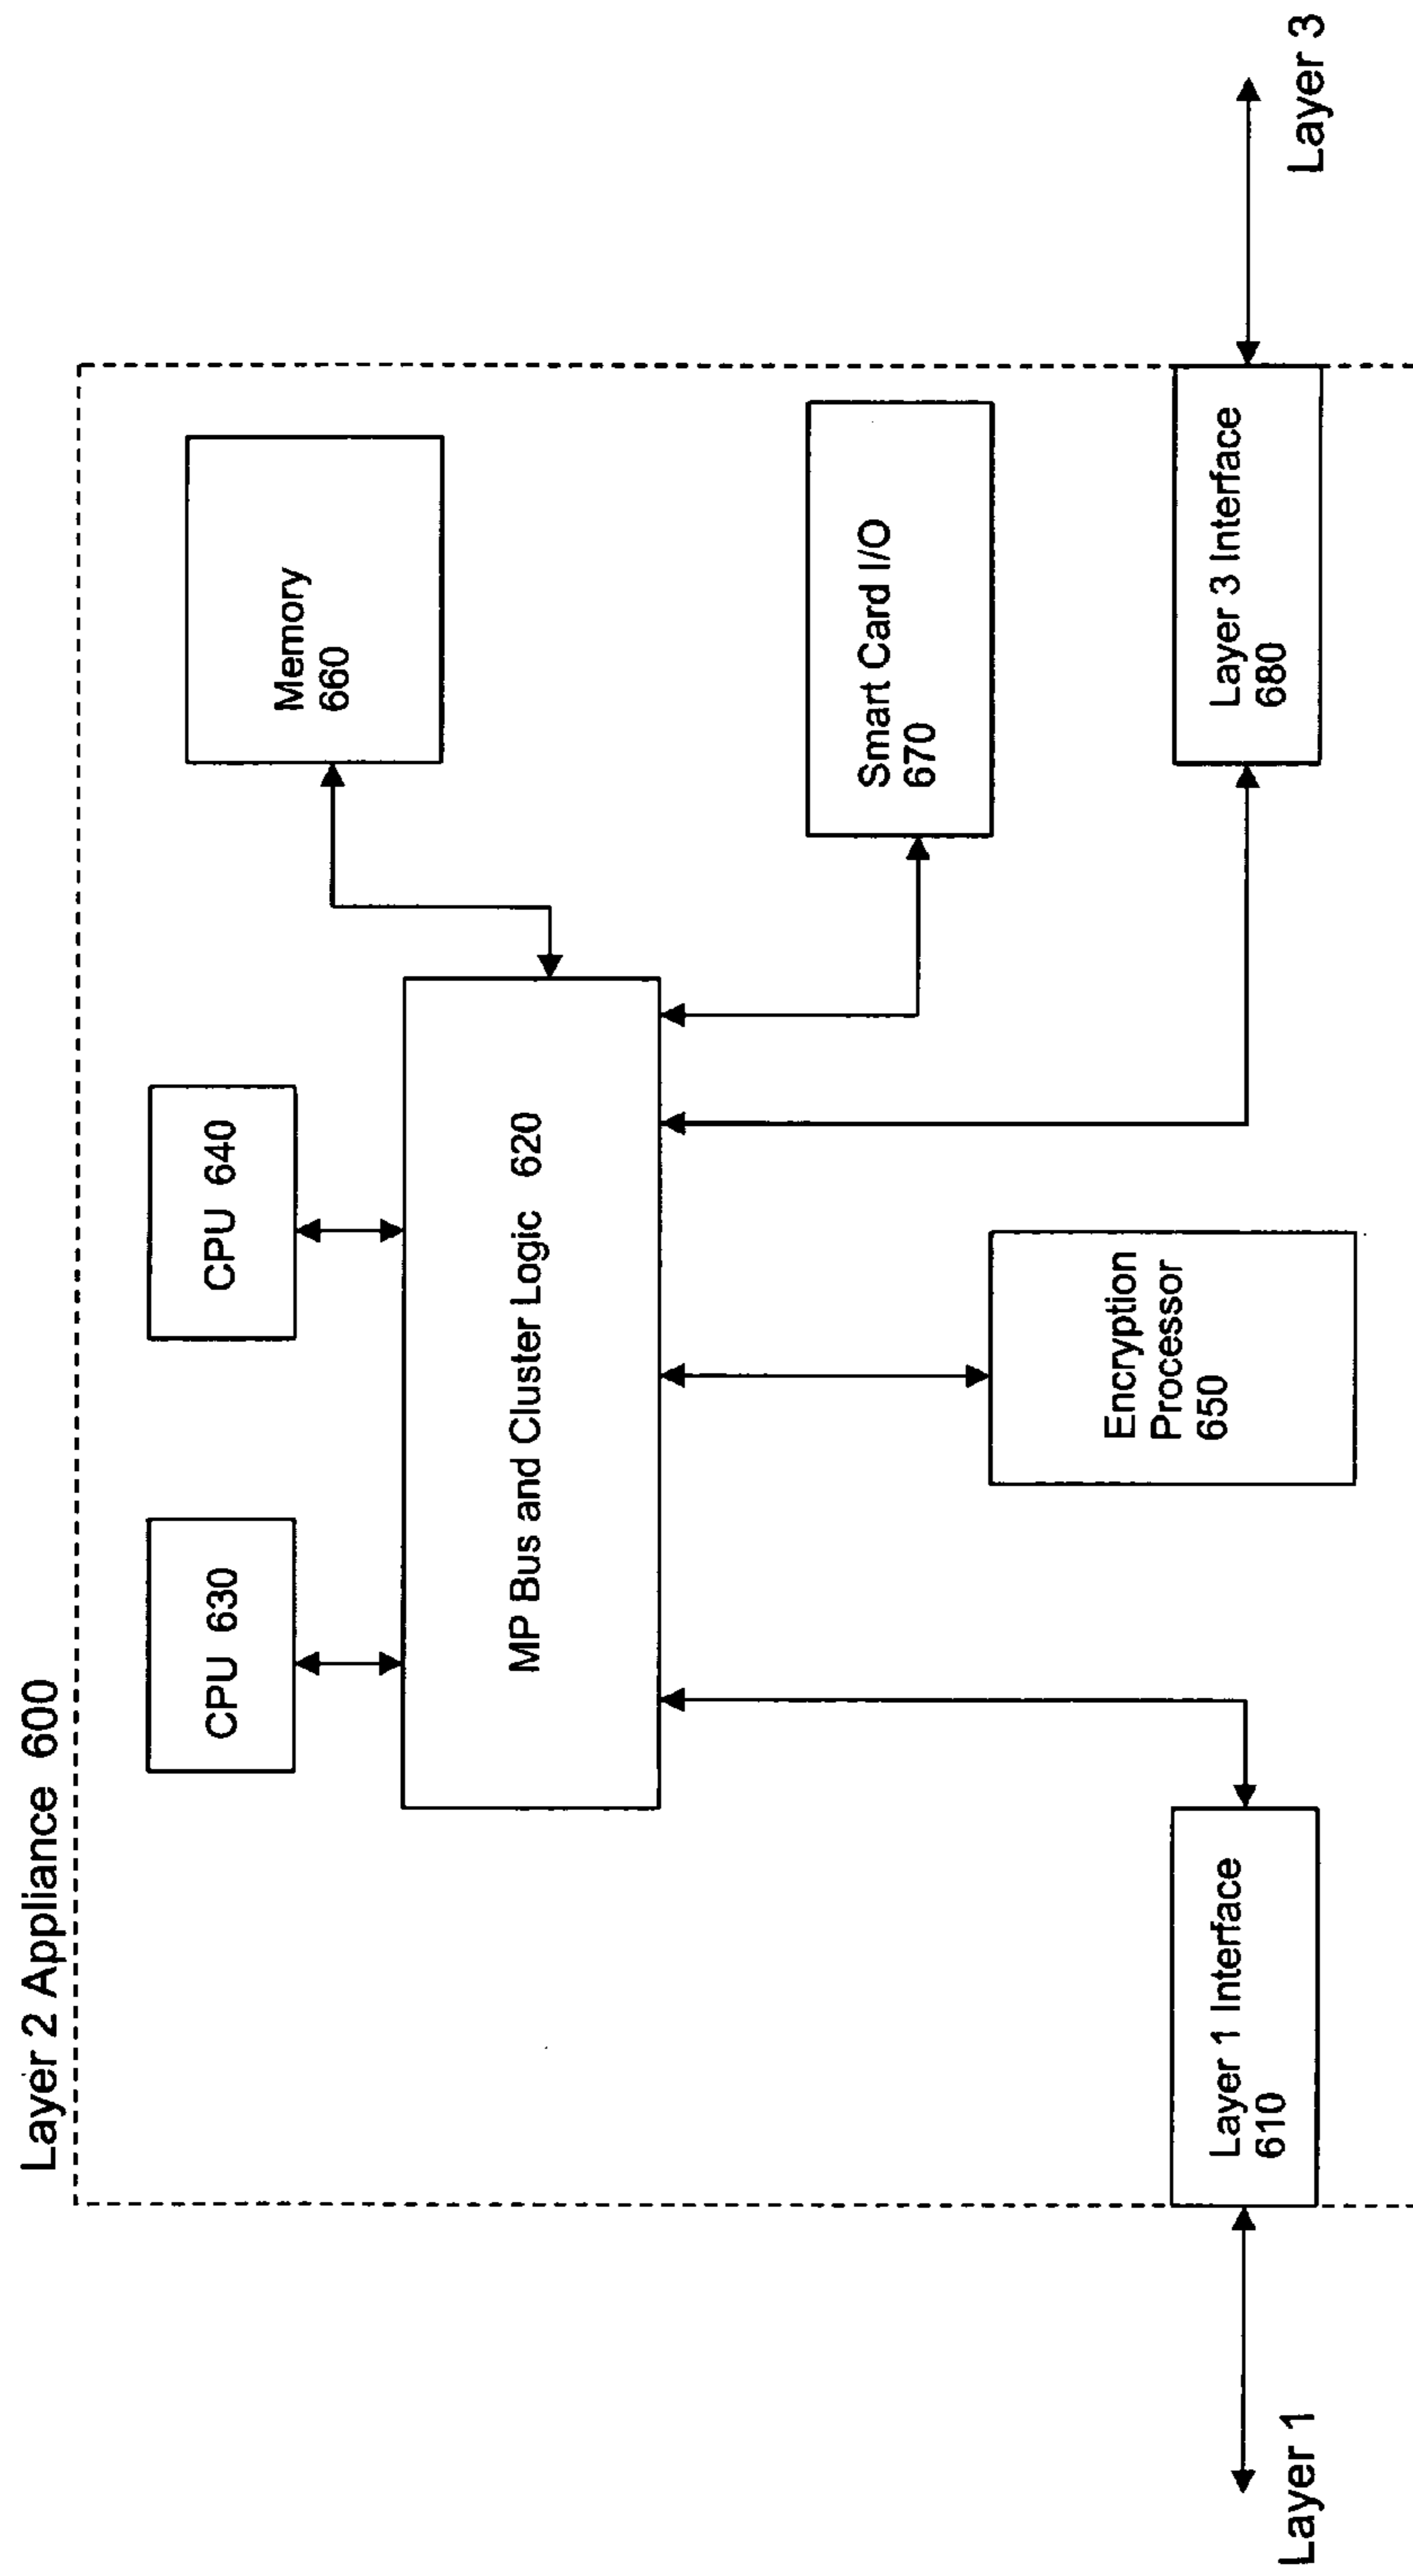 Layer 2 Appliance 600
CPU 630
CPU 640
Memory
660
MP Bus and Cluster Logic 620
Smart Card I/O
670
Encryption
Processor
650
Layer 1 Interface
610
Layer 3 Interface
680
Layer 1
Layer 3